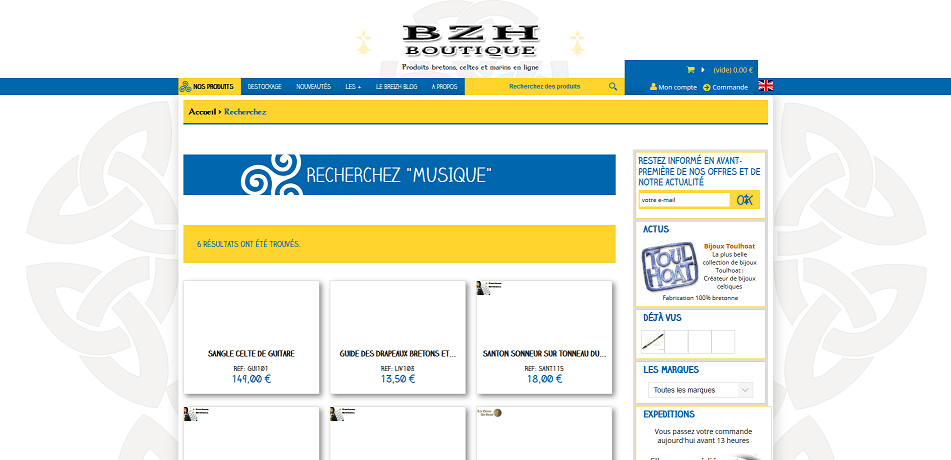 BZH
BOUTIQUE
Produits bretons, celtes et marins en ligne
(vide) 0,00 €
NOS PRODUITS DESTOCKAGE NOUVEAUTÉS LES + LE BREIZH BLOG A PROPOS Recherchez des produits Mon compte Commande
Accueil › Recherchez
RECHERCHEZ "MUSIQUE"
6 RÉSULTATS ONT ÉTÉ TROUVÉS.
SANGLE CELTE DE GUITARE
REF: GUI101
149,00 €
GUIDE DES DRAPEAUX BRETONS ET...
REF: LIV103
13,50 €
SANTON SONNEUR SUR TONNEAU DU...
REF: SANT115
18,00 €
RESTEZ INFORMÉ EN AVANT-
PREMIÈRE DE NOS OFFRES ET DE
NOTRE ACTUALITÉ
votre e-mail OK
ACTUS
TOUL
HOAT
Bijoux Toulhoat
La plus belle
collection de bijoux
Toulhoat :
Créateur de bijoux
celtiques
Fabrication 100% bretonne
DÉJÀ VUS
LES MARQUES
Toutes les marques
EXPEDITIONS
Vous passez votre commande
aujourd'hui avant 13 heures